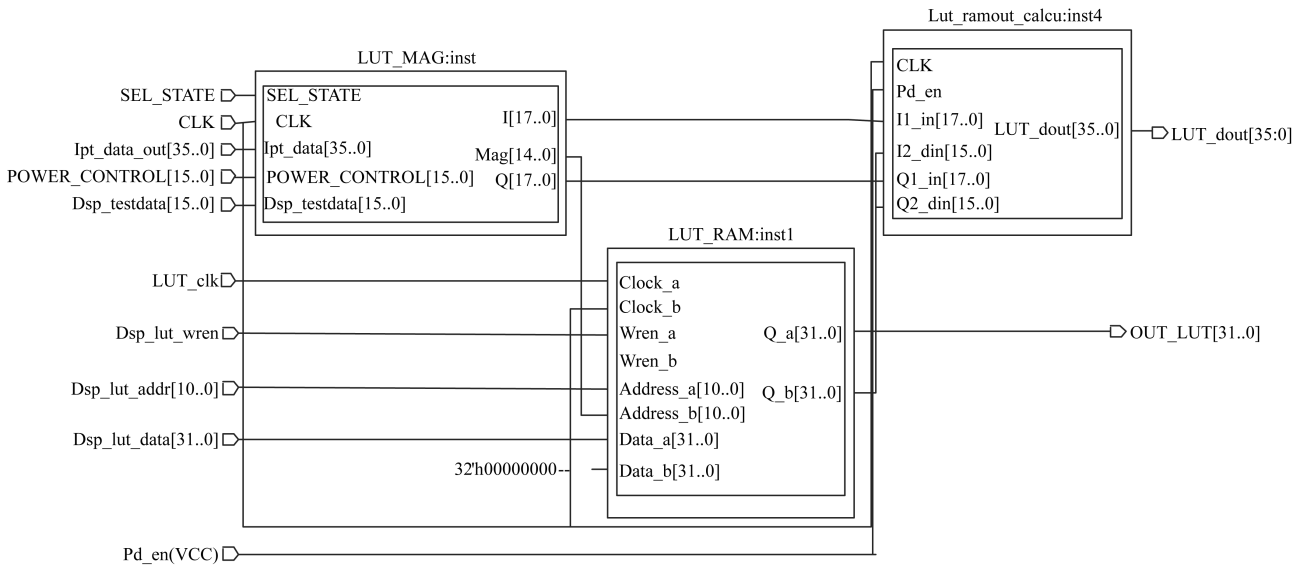 Lut_ramout_calcu:inst4
LUT_MAG:inst
SEL_STATE
CLK
Ipt_data_out[35..0]
POWER_CONTROL[15..0]
Dsp_testdata[15..0]
SEL_STATE
CLK
Ipt_data[35..0]
POWER_CONTROL[15..0]
Dsp_testdata[15..0]
I[17..0]
Mag[14..0]
Q[17..0]
CLK
Pd_en
I1_in[17..0]
I2_din[15..0]
Q1_in[17..0]
Q2_din[15..0]
LUT_dout[35..0]
LUT_dout[35:0]
LUT_RAM:inst1
LUT_clk
Dsp_lut_wren
Dsp_lut_addr[10..0]
Dsp_lut_data[31..0]
32'h00000000--
Clock_a
Clock_b
Wren_a
Wren_b
Address_a[10..0]
Address_b[10..0]
Data_a[31..0]
Data_b[31..0]
Q_a[31..0]
Q_b[31..0]
OUT_LUT[31..0]
Pd_en(VCC)